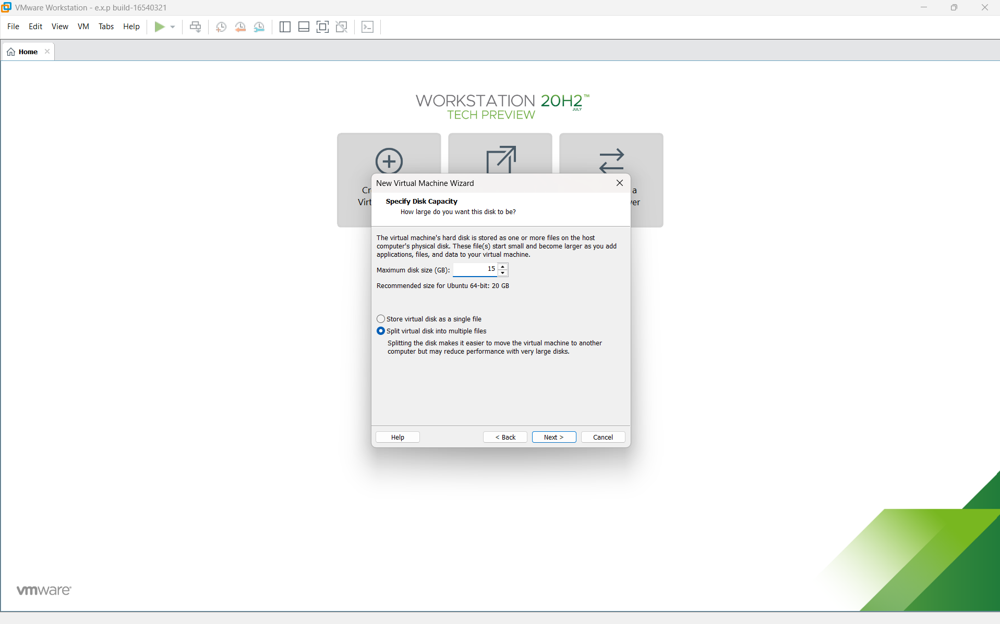 VMware Workstation - e.x.p build-16540321
File Edit View VM Tabs Help
Home
WORKSTATION 20H2™
JULY
TECH PREVIEW
Cr a
Virt er
New Virtual Machine Wizard
Specify Disk Capacity
How large do you want this disk to be?
The virtual machine's hard disk is stored as one or more files on the host
computer's physical disk. These file(s) start small and become larger as you add
applications, files, and data to your virtual machine.
Maximum disk size (GB): 15
Recommended size for Ubuntu 64-bit: 20 GB
Store virtual disk as a single file
Split virtual disk into multiple files
Splitting the disk makes it easier to move the virtual machine to another
computer but may reduce performance with very large disks.
Help < Back Next > Cancel
vmware®